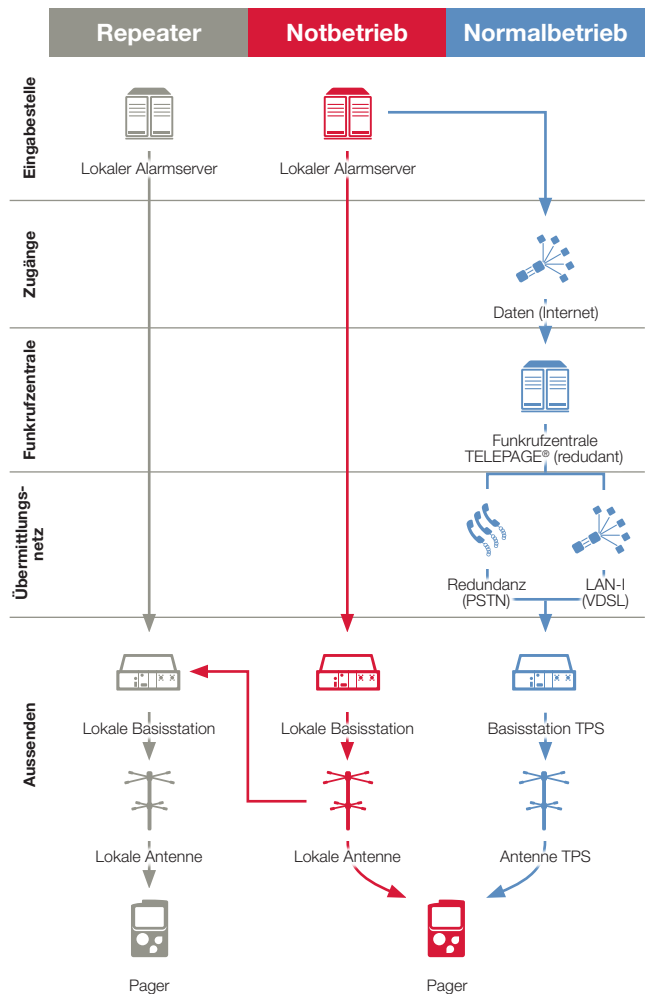 Repeater
Notbetrieb
Normalbetrieb
Eingabestelle
Lokaler Alarmserver
Lokaler Alarmserver
Zugänge
Daten (Internet)
Funkrufzentrale
Funkrufzentrale
TELEPAGE® (redudant)
Übermittlungs-
netz
Redundanz
(PSTN)
LAN-I
(VDSL)
Aussenden
Lokale Basisstation
Lokale Basisstation
Basisstation TPS
Lokale Antenne
Lokale Antenne
Antenne TPS
Pager
Pager